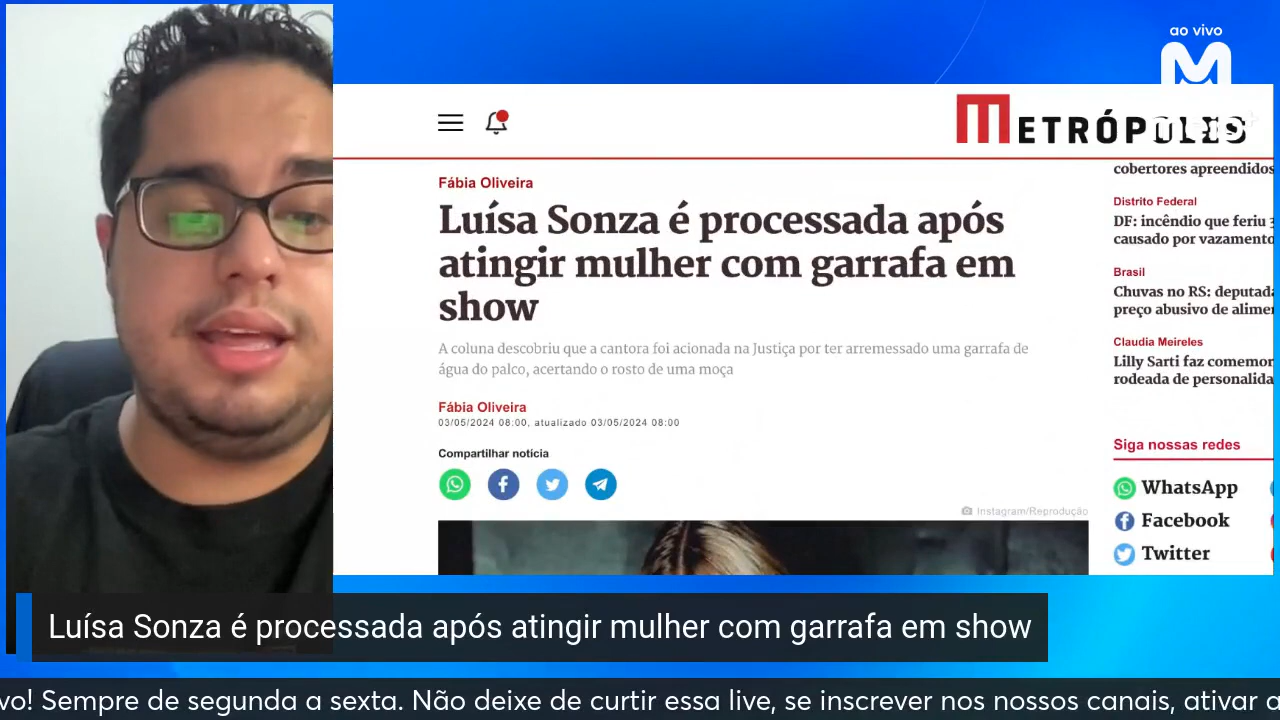 ao vivo
METRÓPOLES
Fábia Oliveira
Luísa Sonza é processada após
atingir mulher com garrafa em
show
A coluna descobriu que a cantora foi acionada na Justiça por ter arremessado uma garrafa de
água do palco, acertando o rosto de uma moça
Fábia Oliveira
03/05/2024 08:00, atualizado 03/05/2024 08:00
Compartilhar notícia
Instagram/Reprodução
cobertores apreendidos
Distrito Federal
DF: incêndio que feriu 3
causado por vazamento
Brasil
Chuvas no RS: deputada
preço abusivo de alime
Claudia Meireles
Lilly Sarti faz comemor
rodeada de personalida
Siga nossas redes
WhatsApp
Facebook
Twitter
Luísa Sonza é processada após atingir mulher com garrafa em show
vo! Sempre de segunda a sexta. Não deixe de curtir essa live, se inscrever nos nossos canais, ativar